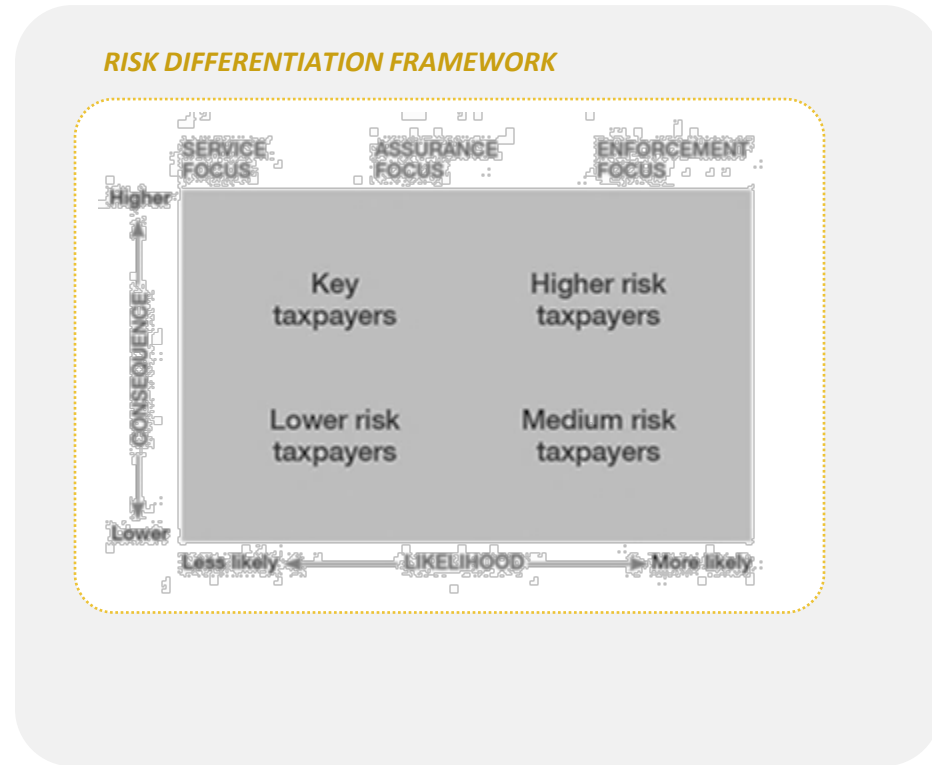 RISK DIFFERENTIATION FRAMEWORK
SERVICE
FOCUS
ASSURANCE
FOCUS
ENFORCEMENT
FOCUS
Higher
CONSEQUENCE
Lower
Key
taxpayers
Higher risk
taxpayers
Lower risk
taxpayers
Medium risk
taxpayers
Less likely
LIKELIHOOD
More likely